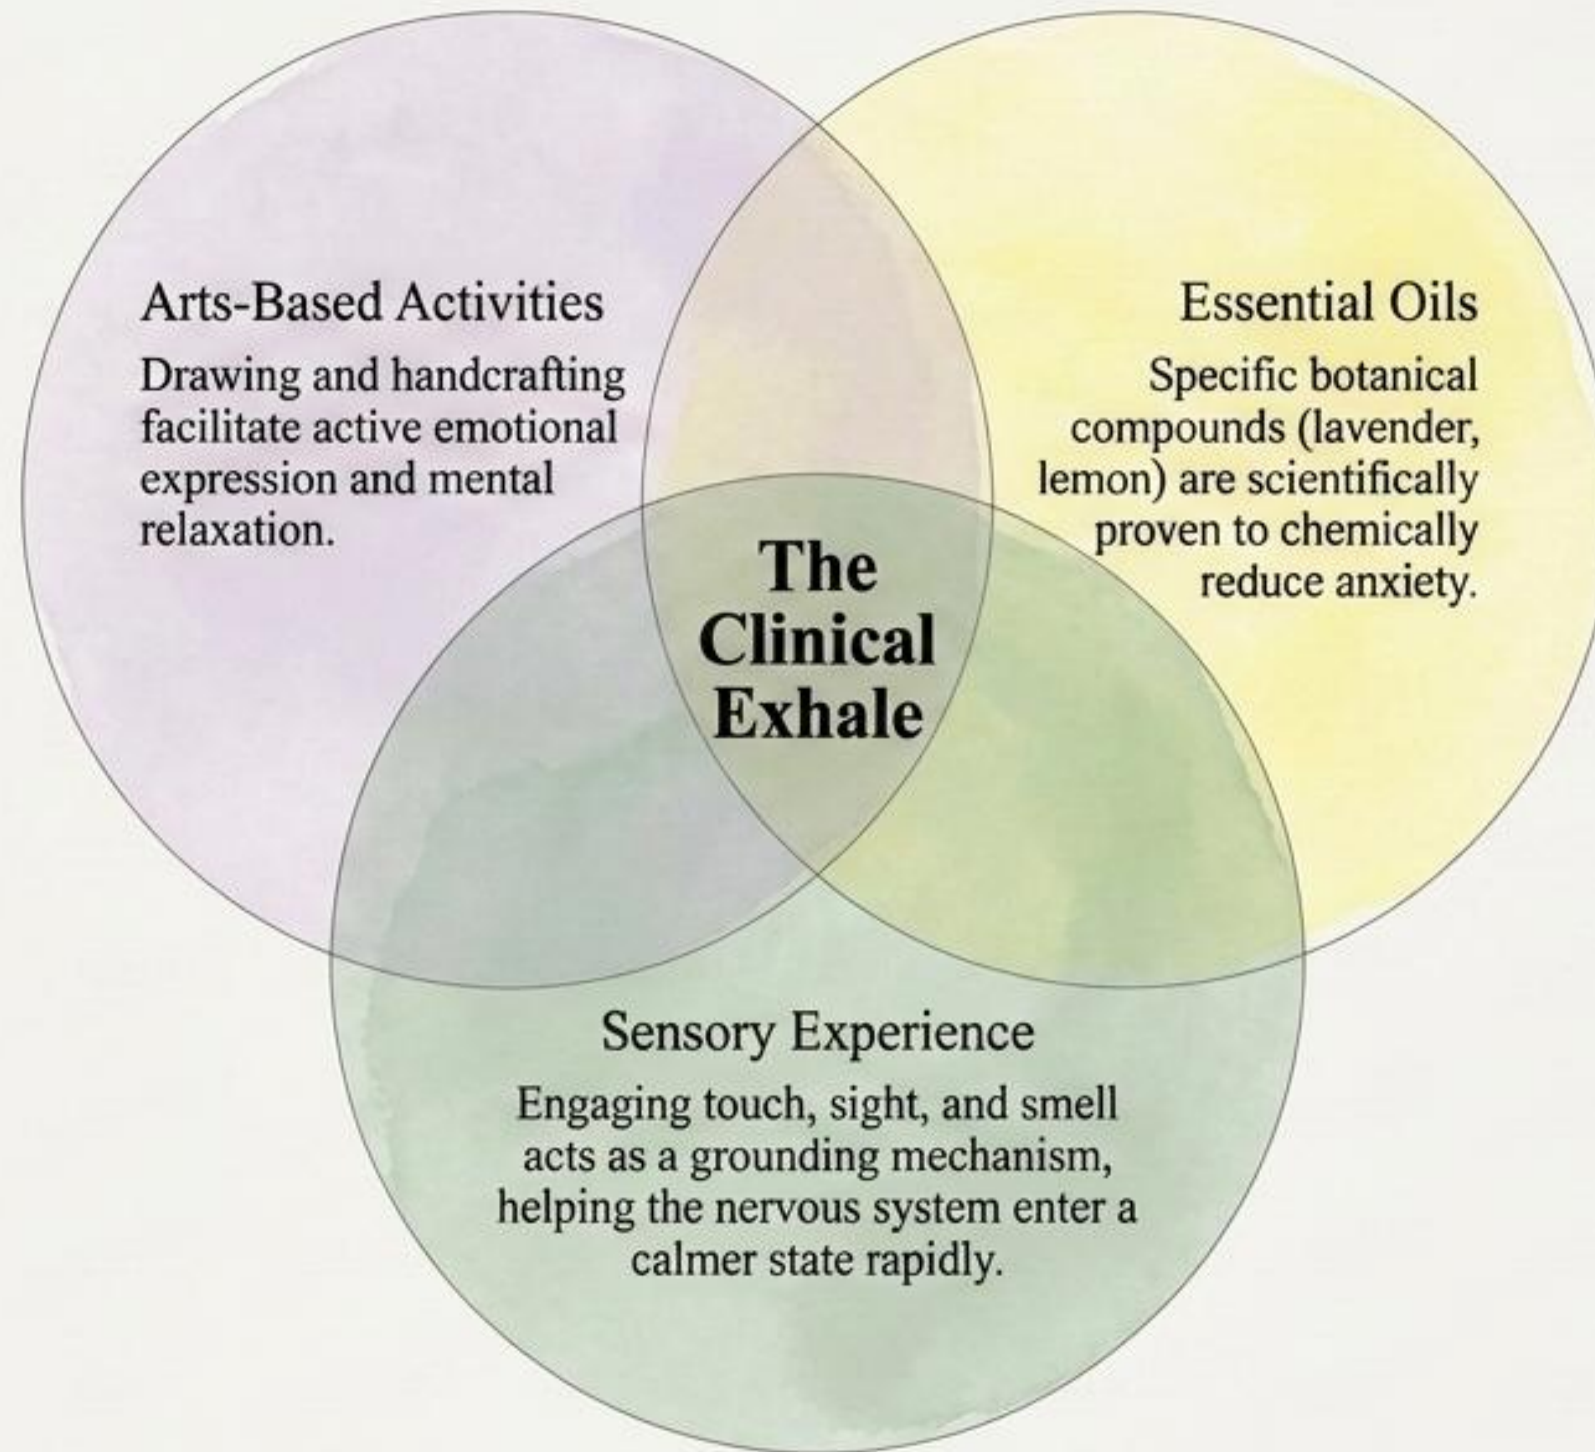 Arts-Based Activities
Drawing and handcrafting
facilitate active emotional
expression and mental
relaxation.
Essential Oils
Specific botanical
compounds (lavender,
lemon) are scientifically
proven to chemically
reduce anxiety.
The
Clinical
Exhale
Sensory Experience
Engaging touch, sight, and smell
acts as a grounding mechanism,
helping the nervous system enter a
calmer state rapidly.